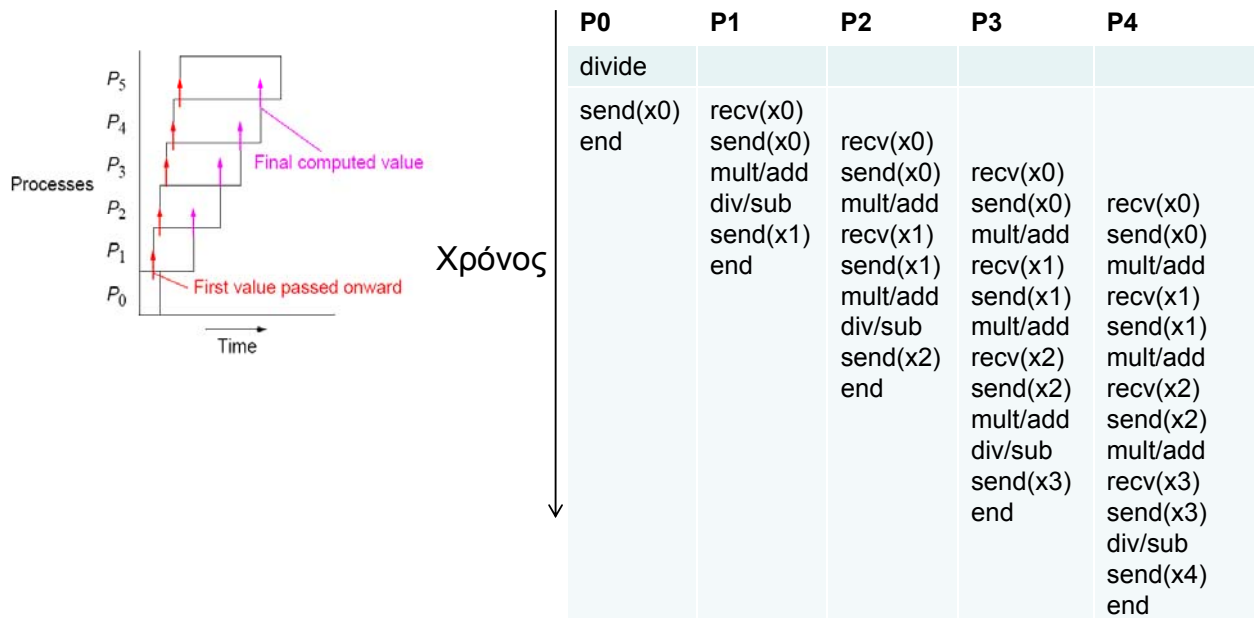 P5
P4
Final computed value
P3
Processes
P2
P1
First value passed onward
P0
Time
Χρόνος
P0 P1 P2 P3 P4
divide
send(x0) recv(x0)
end send(x0) recv(x0)
mult/add send(x0) recv(x0)
div/sub mult/add send(x0) recv(x0)
send(x1) recv(x1) mult/add send(x0)
end send(x1) recv(x1) mult/add
mult/add send(x1) recv(x1)
div/sub mult/add send(x1)
send(x2) recv(x2) mult/add
end send(x2) recv(x2)
mult/add send(x2)
div/sub mult/add
send(x3) recv(x3)
end send(x3)
div/sub
send(x4)
end